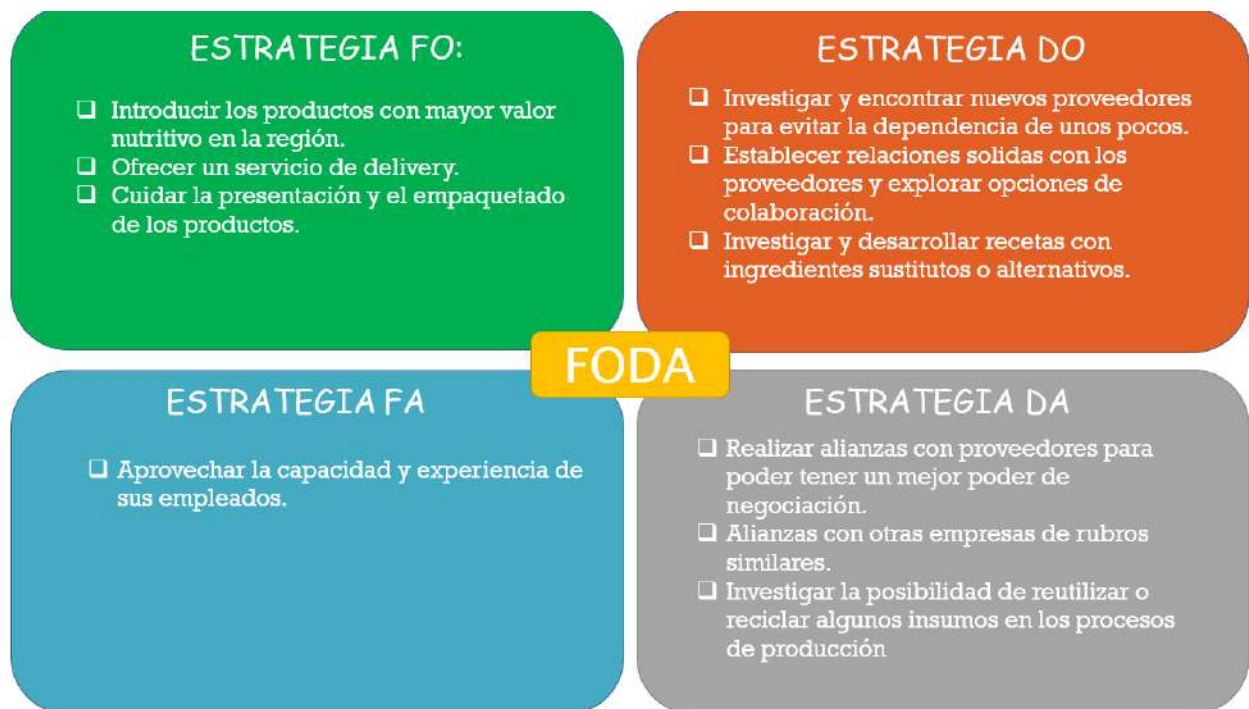 ESTRATEGIA FO:
❑ Introducir los productos con mayor valor
nutritivo en la región.
❑ Ofrecer un servicio de delivery.
❑ Cuidar la presentación y el empaquetado
de los productos.
ESTRATEGIA DO
❑ Investigar y encontrar nuevos proveedores
para evitar la dependencia de unos pocos.
❑ Establecer relaciones solidas con los
proveedores y explorar opciones de
colaboración.
❑ Investigar y desarrollar recetas con
ingredientes sustitutos o alternativos.
FODA
ESTRATEGIA FA
❑ Aprovechar la capacidad y experiencia de
sus empleados.
ESTRATEGIA DA
❑ Realizar alianzas con proveedores para
poder tener un mejor poder de
negociación.
❑ Alianzas con otras empresas de rubros
similares.
❑ Investigar la posibilidad de reutilizar o
reciclar algunos insumos en los procesos
de producción